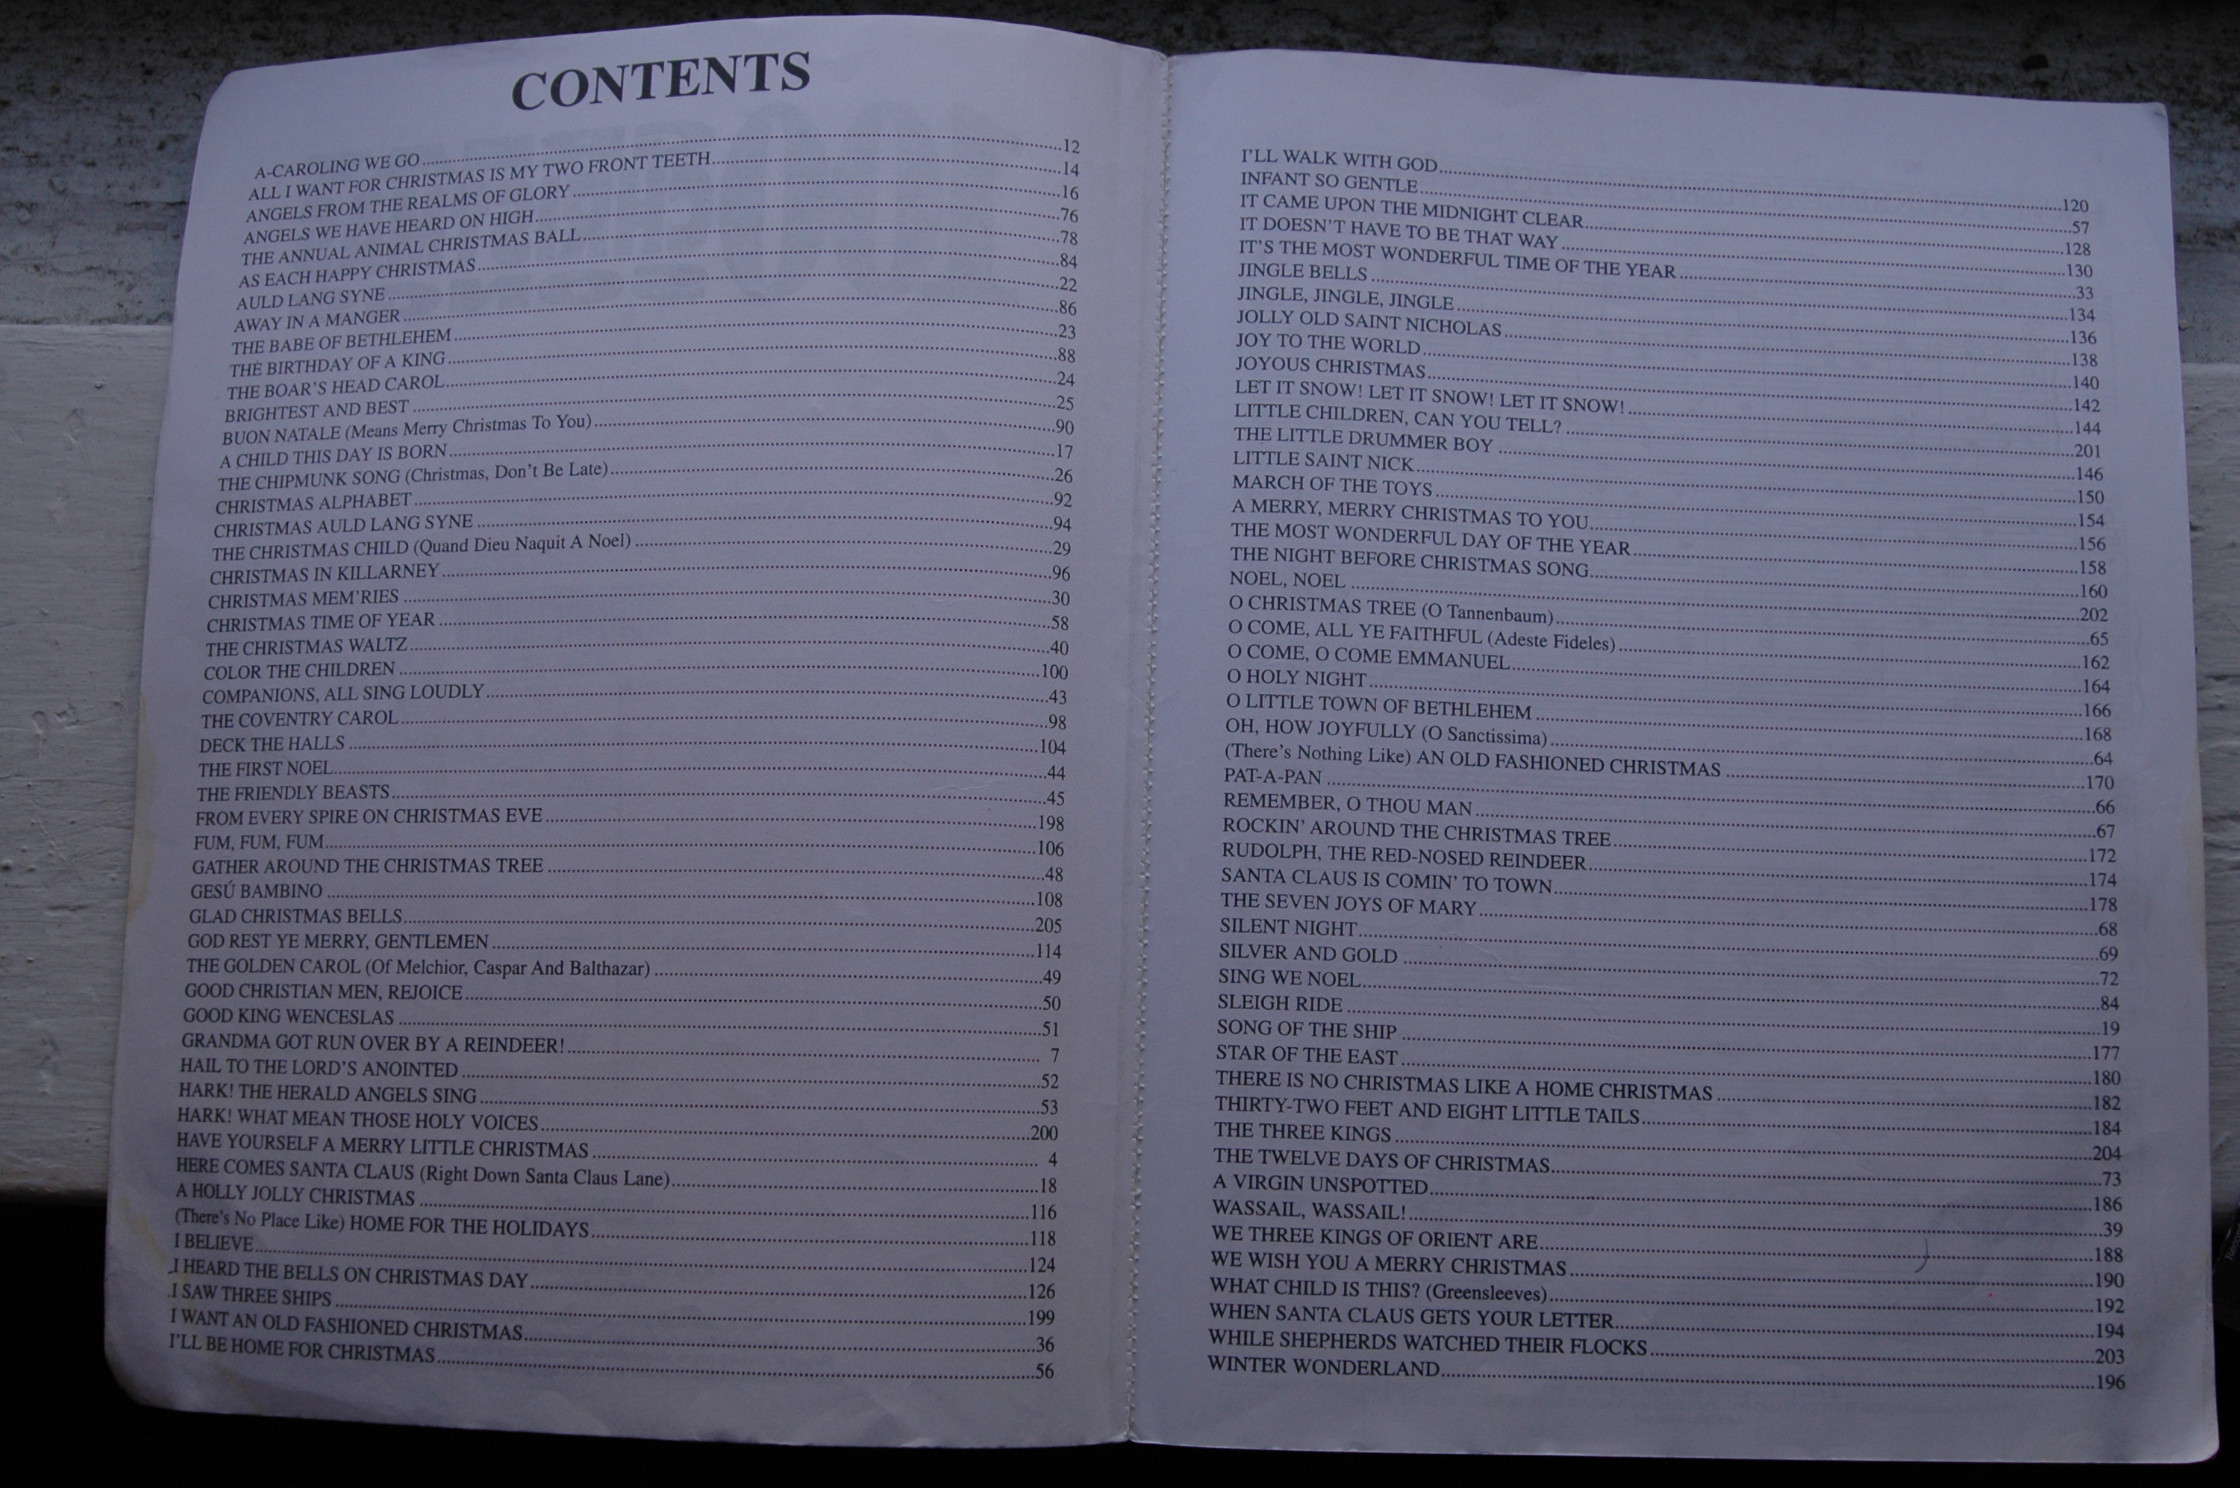 CONTENTS
A-CAROLING WE GO ..........12
ALL I WANT FOR CHRISTMAS IS MY TWO FRONT TEETH..........14
ANGELS FROM THE REALMS OF GLORY ..........16
ANGELS WE HAVE HEARD ON HIGH..........76
THE ANNUAL ANIMAL CHRISTMAS BALL..........78
AS EACH HAPPY CHRISTMAS..........84
AULD LANG SYNE ..........22
AWAY IN A MANGER ..........86
THE BABE OF BETHLEHEM ..........23
THE BIRTHDAY OF A KING..........88
THE BOAR'S HEAD CAROL..........24
BRIGHTEST AND BEST ..........25
BUON NATALE (Means Merry Christmas To You)..........90
A CHILD THIS DAY IS BORN..........17
THE CHIPMUNK SONG (Christmas, Don't Be Late)..........26
CHRISTMAS ALPHABET ..........92
CHRISTMAS AULD LANG SYNE ..........94
THE CHRISTMAS CHILD (Quand Dieu Naquit A Noel) ..........29
CHRISTMAS IN KILLARNEY..........96
CHRISTMAS MEM'RIES ..........30
CHRISTMAS TIME OF YEAR ..........58
THE CHRISTMAS WALTZ..........40
COLOR THE CHILDREN ..........100
COMPANIONS, ALL SING LOUDLY..........43
THE COVENTRY CAROL..........98
DECK THE HALLS ..........104
THE FIRST NOEL..........44
THE FRIENDLY BEASTS..........45
FROM EVERY SPIRE ON CHRISTMAS EVE ..........198
FUM, FUM, FUM..........106
GATHER AROUND THE CHRISTMAS TREE ..........48
GESÚ BAMBINO ..........108
GLAD CHRISTMAS BELLS..........205
GOD REST YE MERRY, GENTLEMEN ..........114
THE GOLDEN CAROL (Of Melchior, Caspar And Balthazar) ..........49
GOOD CHRISTIAN MEN, REJOICE ..........50
GOOD KING WENCESLAS ..........51
GRANDMA GOT RUN OVER BY A REINDEER!.......... 7
HAIL TO THE LORD'S ANOINTED ..........52
HARK! THE HERALD ANGELS SING ..........53
HARK! WHAT MEAN THOSE HOLY VOICES..........200
HAVE YOURSELF A MERRY LITTLE CHRISTMAS .......... 4
HERE COMES SANTA CLAUS (Right Down Santa Claus Lane)..........18
A HOLLY JOLLY CHRISTMAS ..........116
(There's No Place Like) HOME FOR THE HOLIDAYS..........118
I BELIEVE..........124
I HEARD THE BELLS ON CHRISTMAS DAY ..........126
I SAW THREE SHIPS ..........199
I WANT AN OLD FASHIONED CHRISTMAS..........36
I'LL BE HOME FOR CHRISTMAS..........56
I'LL WALK WITH GOD..........120
INFANT SO GENTLE..........57
IT CAME UPON THE MIDNIGHT CLEAR..........128
IT DOESN'T HAVE TO BE THAT WAY ..........130
IT'S THE MOST WONDERFUL TIME OF THE YEAR ..........33
JINGLE BELLS ..........134
JINGLE, JINGLE, JINGLE ..........136
JOLLY OLD SAINT NICHOLAS ..........138
JOY TO THE WORLD..........140
JOYOUS CHRISTMAS..........142
LET IT SNOW! LET IT SNOW! LET IT SNOW! ..........144
LITTLE CHILDREN, CAN YOU TELL? ..........201
THE LITTLE DRUMMER BOY ..........146
LITTLE SAINT NICK..........150
MARCH OF THE TOYS ..........154
A MERRY, MERRY CHRISTMAS TO YOU..........156
THE MOST WONDERFUL DAY OF THE YEAR ..........158
THE NIGHT BEFORE CHRISTMAS SONG..........160
NOEL, NOEL ..........202
O CHRISTMAS TREE (O Tannenbaum)..........65
O COME, ALL YE FAITHFUL (Adeste Fideles) ..........162
O COME, O COME EMMANUEL..........164
O HOLY NIGHT..........166
O LITTLE TOWN OF BETHLEHEM ..........168
OH, HOW JOYFULLY (O Sanctissima) ..........64
(There's Nothing Like) AN OLD FASHIONED CHRISTMAS ..........170
PAT-A-PAN ..........66
REMEMBER, O THOU MAN ..........67
ROCKIN' AROUND THE CHRISTMAS TREE..........172
RUDOLPH, THE RED-NOSED REINDEER..........174
SANTA CLAUS IS COMIN' TO TOWN..........178
THE SEVEN JOYS OF MARY..........68
SILENT NIGHT..........69
SILVER AND GOLD ..........72
SING WE NOEL..........84
SLEIGH RIDE ..........19
SONG OF THE SHIP ..........177
STAR OF THE EAST ..........180
THERE IS NO CHRISTMAS LIKE A HOME CHRISTMAS ..........182
THIRTY-TWO FEET AND EIGHT LITTLE TAILS..........184
THE THREE KINGS ..........204
THE TWELVE DAYS OF CHRISTMAS..........73
A VIRGIN UNSPOTTED..........186
WASSAIL, WASSAIL!..........39
WE THREE KINGS OF ORIENT ARE..........188
WE WISH YOU A MERRY CHRISTMAS ..........190
WHAT CHILD IS THIS? (Greensleeves)..........192
WHEN SANTA CLAUS GETS YOUR LETTER..........194
WHILE SHEPHERDS WATCHED THEIR FLOCKS ..........203
WINTER WONDERLAND..........196